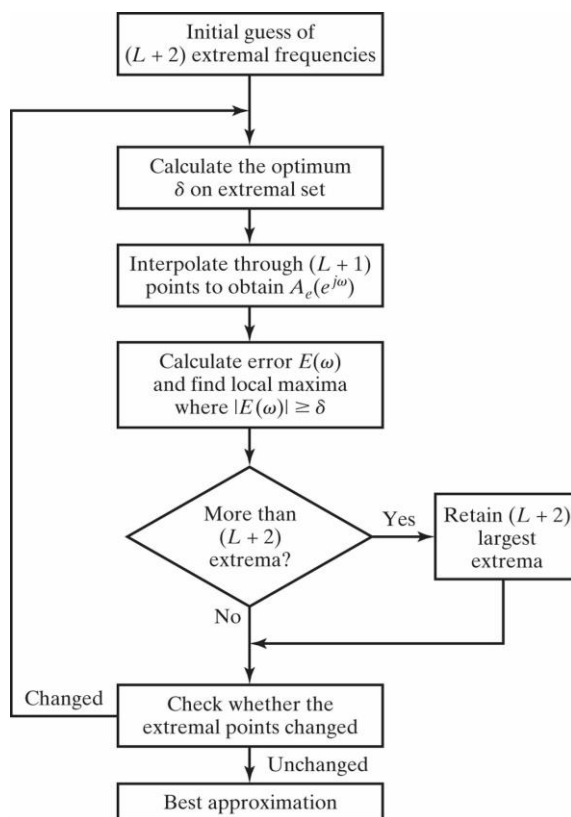 Initial guess of
(L + 2) extremal frequencies
Calculate the optimum
δ on extremal set
Interpolate through (L + 1)
points to obtain Aₑ(e^{jω})
Calculate error E(ω)
and find local maxima
where |E(ω)| ≥ δ
More than
(L + 2)
extrema?
Yes
Retain (L + 2)
largest
extrema
No
Changed
Check whether the
extremal points changed
Unchanged
Best approximation